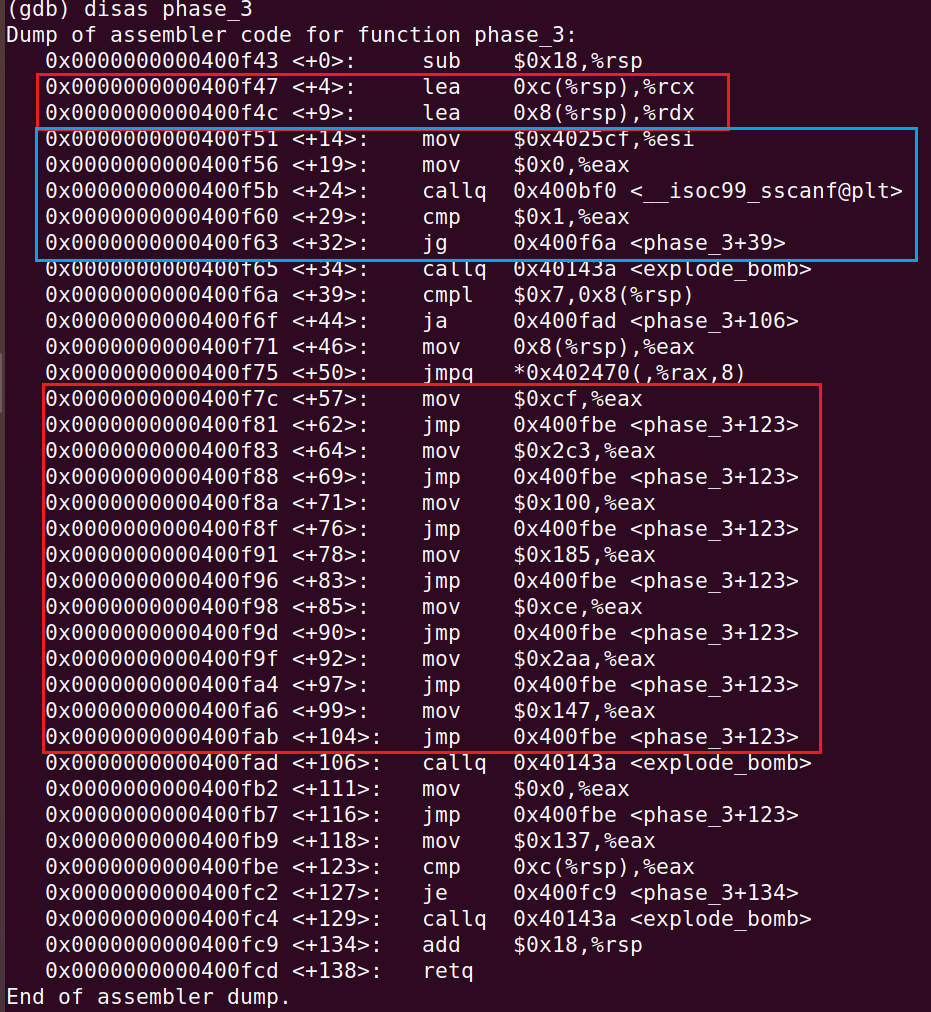 (gdb) disas phase_3
Dump of assembler code for function phase_3:
   0x0000000000400f43 <+0>:     sub    $0x18,%rsp
   0x0000000000400f47 <+4>:     lea    0xc(%rsp),%rcx
   0x0000000000400f4c <+9>:     lea    0x8(%rsp),%rdx
   0x0000000000400f51 <+14>:    mov    $0x4025cf,%esi
   0x0000000000400f56 <+19>:    mov    $0x0,%eax
   0x0000000000400f5b <+24>:    callq  0x400bf0 <__isoc99_sscanf@plt>
   0x0000000000400f60 <+29>:    cmp    $0x1,%eax
   0x0000000000400f63 <+32>:    jg     0x400f6a <phase_3+39>
   0x0000000000400f65 <+34>:    callq  0x40143a <explode_bomb>
   0x0000000000400f6a <+39>:    cmpl   $0x7,0x8(%rsp)
   0x0000000000400f6f <+44>:    ja     0x400fad <phase_3+106>
   0x0000000000400f71 <+46>:    mov    0x8(%rsp),%eax
   0x0000000000400f75 <+50>:    jmpq   *0x402470(,%rax,8)
   0x0000000000400f7c <+57>:    mov    $0xcf,%eax
   0x0000000000400f81 <+62>:    jmp    0x400fbe <phase_3+123>
   0x0000000000400f83 <+64>:    mov    $0x2c3,%eax
   0x0000000000400f88 <+69>:    jmp    0x400fbe <phase_3+123>
   0x0000000000400f8a <+71>:    mov    $0x100,%eax
   0x0000000000400f8f <+76>:    jmp    0x400fbe <phase_3+123>
   0x0000000000400f91 <+78>:    mov    $0x185,%eax
   0x0000000000400f96 <+83>:    jmp    0x400fbe <phase_3+123>
   0x0000000000400f98 <+85>:    mov    $0xce,%eax
   0x0000000000400f9d <+90>:    jmp    0x400fbe <phase_3+123>
   0x0000000000400f9f <+92>:    mov    $0x2aa,%eax
   0x0000000000400fa4 <+97>:    jmp    0x400fbe <phase_3+123>
   0x0000000000400fa6 <+99>:    mov    $0x147,%eax
   0x0000000000400fab <+104>:   jmp    0x400fbe <phase_3+123>
   0x0000000000400fad <+106>:   callq  0x40143a <explode_bomb>
   0x0000000000400fb2 <+111>:   mov    $0x0,%eax
   0x0000000000400fb7 <+116>:   jmp    0x400fbe <phase_3+123>
   0x0000000000400fb9 <+118>:   mov    $0x137,%eax
   0x0000000000400fbe <+123>:   cmp    0xc(%rsp),%eax
   0x0000000000400fc2 <+127>:   je     0x400fc9 <phase_3+134>
   0x0000000000400fc4 <+129>:   callq  0x40143a <explode_bomb>
   0x0000000000400fc9 <+134>:   add    $0x18,%rsp
   0x0000000000400fcd <+138>:   retq
End of assembler dump.